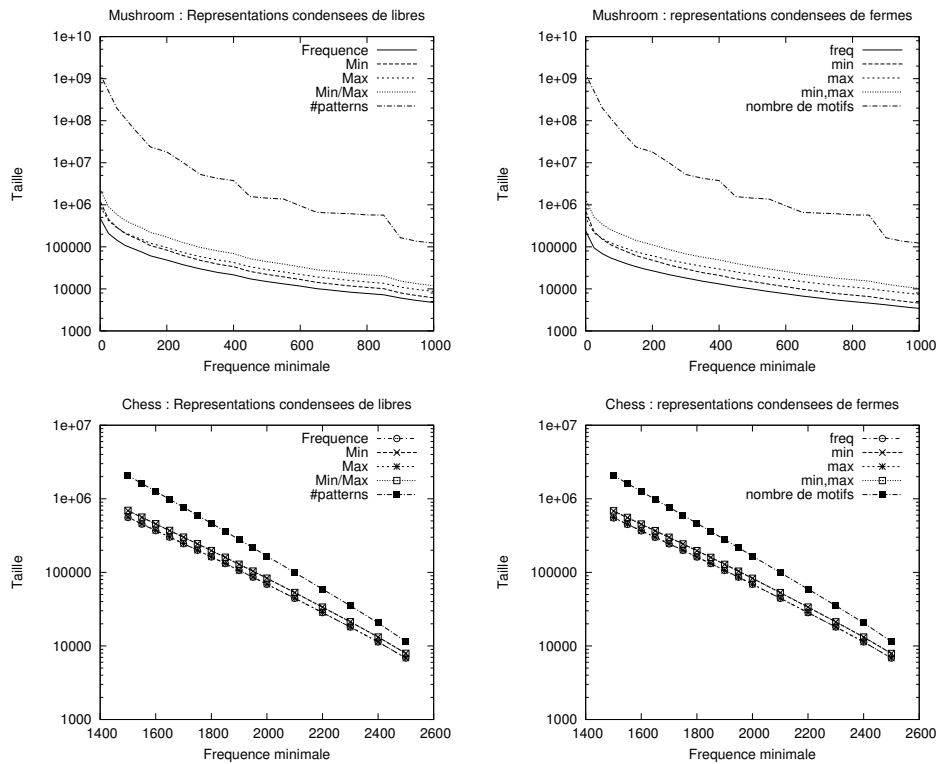 Mushroom : Representations condensees de libres
1e+10
1e+09
1e+08
1e+07
1e+06
100000
10000
1000
Taille
Frequence
Min
Max
Min/Max
#patterns
0 200 400 600 800 1000
Frequence minimale
Mushroom : representations condensees de fermes
1e+10
1e+09
1e+08
1e+07
1e+06
100000
10000
1000
Taille
freq
min
max
min,max
nombre de motifs
0 200 400 600 800 1000
Frequence minimale
Chess : Representations condensees de libres
1e+07
1e+06
100000
10000
1000
Taille
Frequence
Min
Max
Min/Max
#patterns
1400 1600 1800 2000 2200 2400 2600
Frequence minimale
Chess : representations condensees de fermes
1e+07
1e+06
100000
10000
1000
Taille
freq
min
max
min,max
nombre de motifs
1400 1600 1800 2000 2200 2400 2600
Frequence minimale